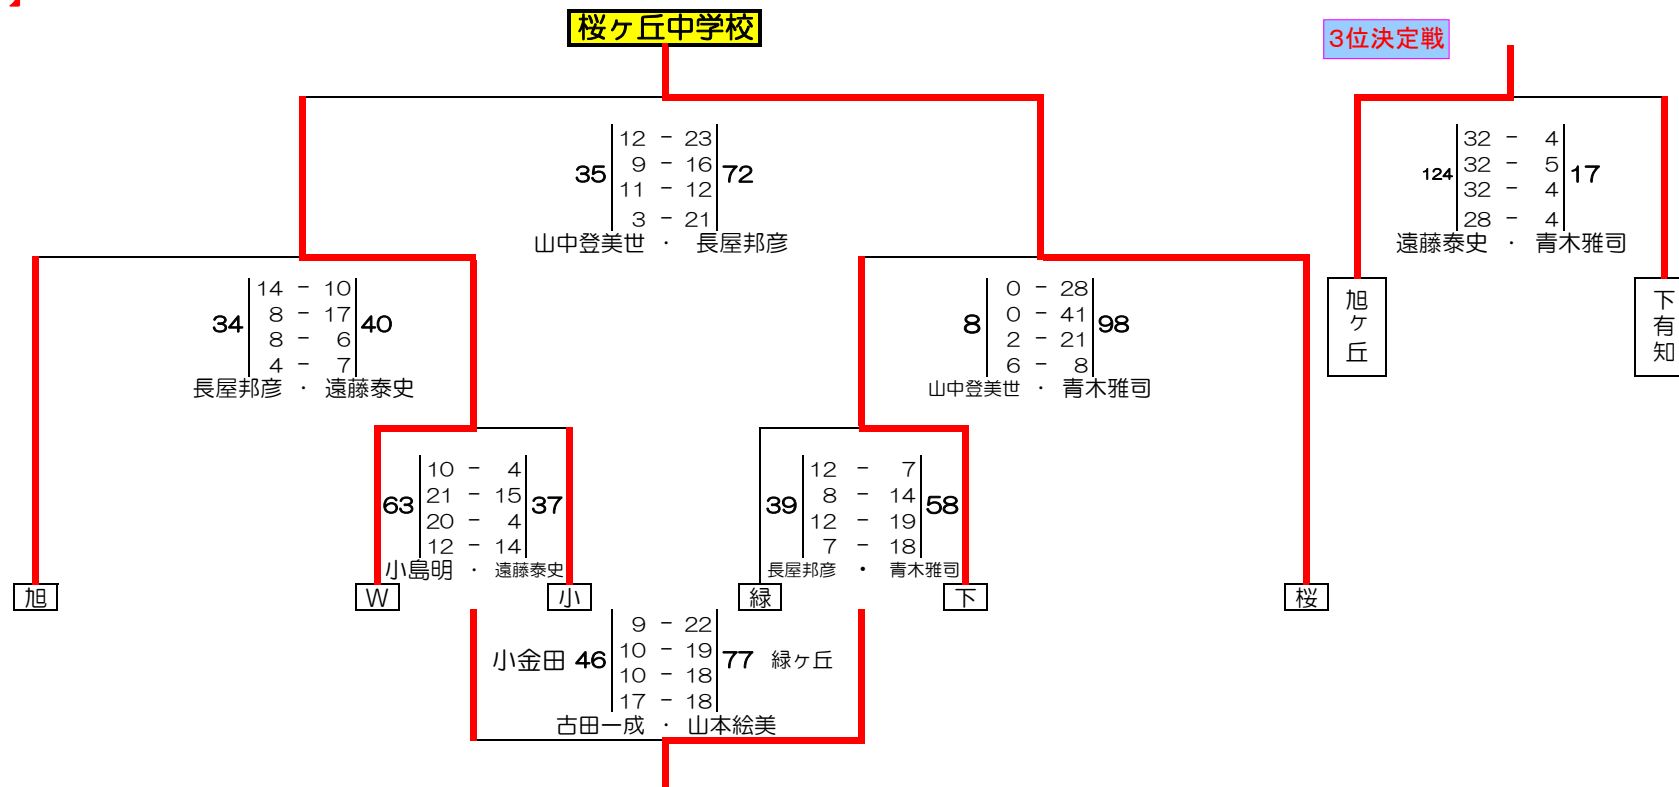 】
桜ヶ丘中学校
3位決定戦
12 - 23
35 9 - 16 72
11 - 12
3 - 21
山中登美世 ・ 長屋邦彦
32 - 4
124 32 - 5 17
32 - 4
28 - 4
遠藤泰史 ・ 青木雅司
旭ヶ丘
下有知
14 - 10
34 8 - 17 40
8 - 6
4 - 7
長屋邦彦 ・ 遠藤泰史
0 - 28
8 0 - 41 98
2 - 21
6 - 8
山中登美世 ・ 青木雅司
10 - 4
63 21 - 15 37
20 - 4
12 - 14
小島明 ・ 遠藤泰史
12 - 7
39 8 - 14 58
12 - 19
7 - 18
長屋邦彦 ・ 青木雅司
旭
W
小
緑
下
桜
9 - 22
小金田 46 10 - 19 77 緑ヶ丘
10 - 18
17 - 18
古田一成 ・ 山本絵美